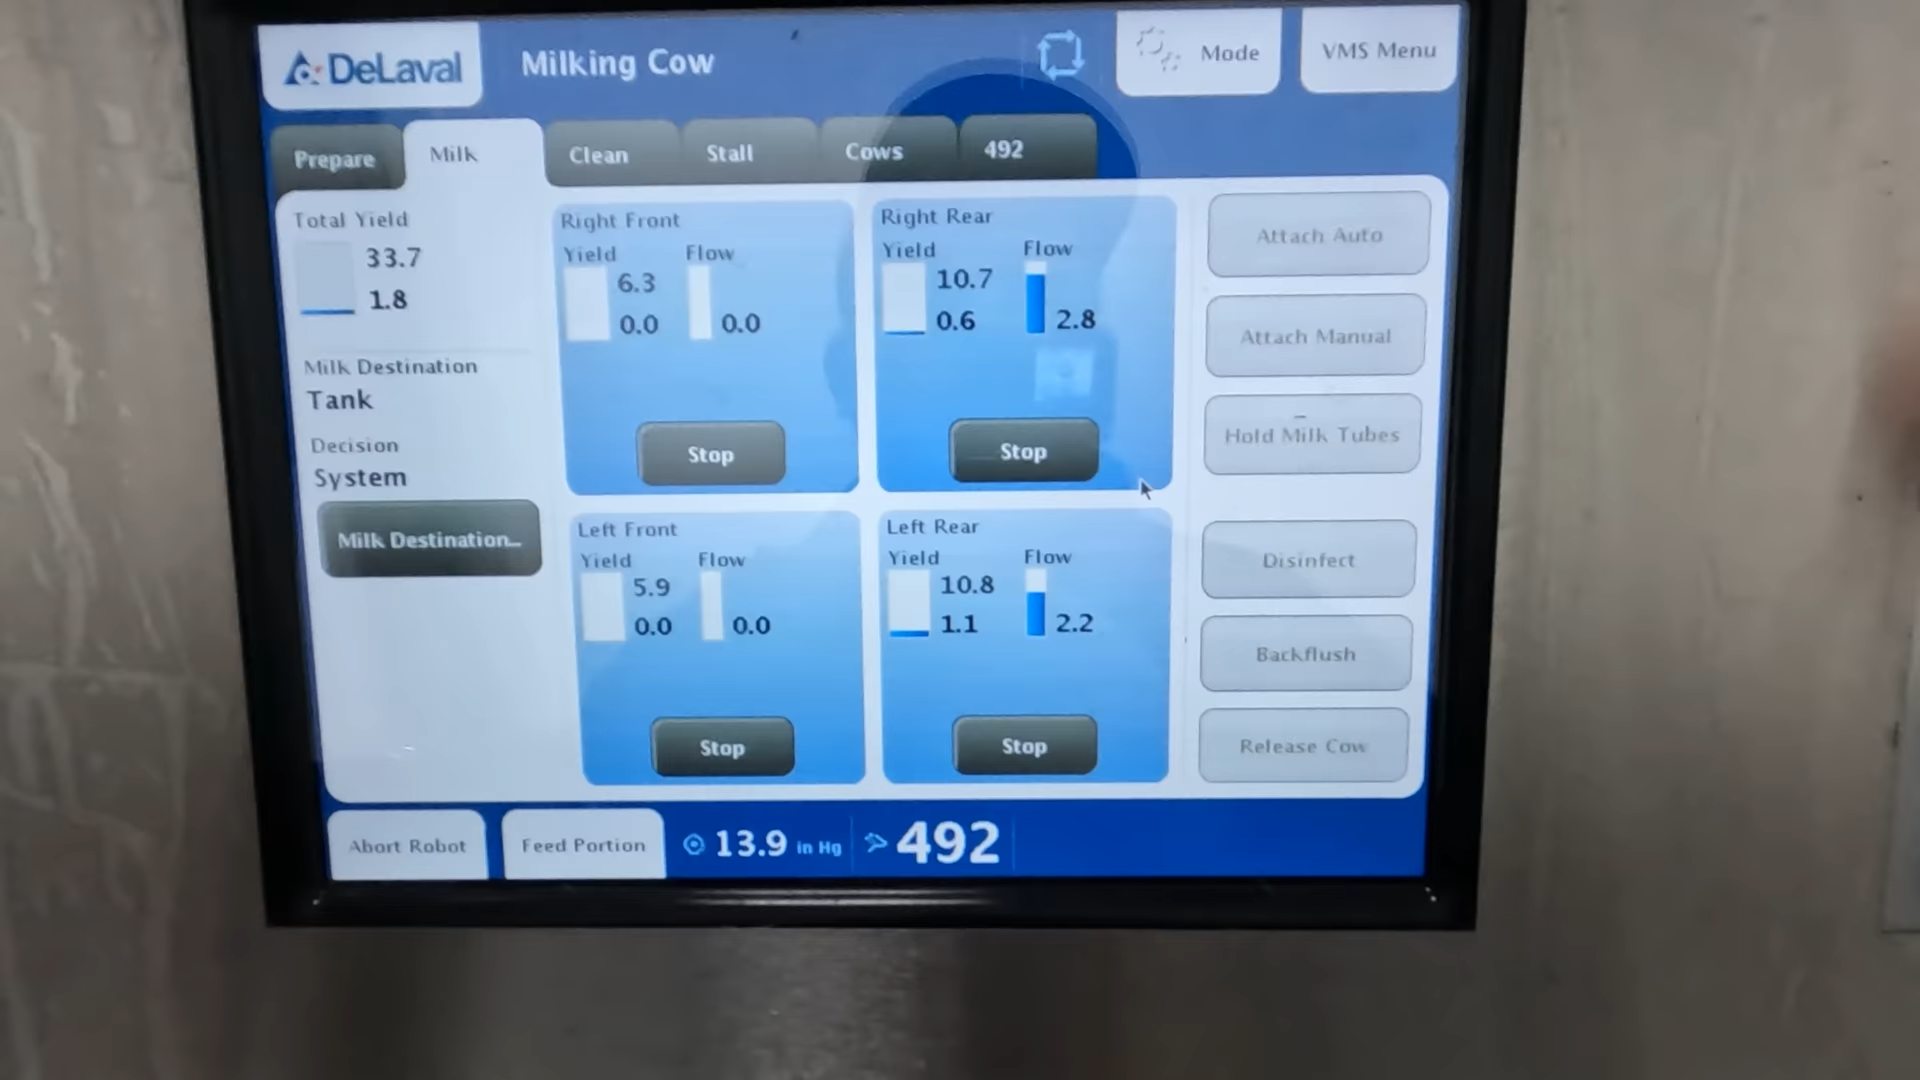 DeLaval
Milking Cow
Mode
VMS Menu
Prepare
Milk
Clean
Stall
Cows
492
Total Yield
33.7
1.8
Milk Destination
Tank
Decision
System
Milk Destination...
Right Front
Yield Flow
6.3
0.0 0.0
Stop
Right Rear
Yield Flow
10.7
0.6 2.8
Stop
Left Front
Yield Flow
5.9
0.0 0.0
Stop
Left Rear
Yield Flow
10.8
1.1 2.2
Stop
Attach Auto
Attach Manual
Hold Milk Tubes
Disinfect
Backflush
Release Cow
Abort Robot
Feed Portion
13.9 in Hg
492